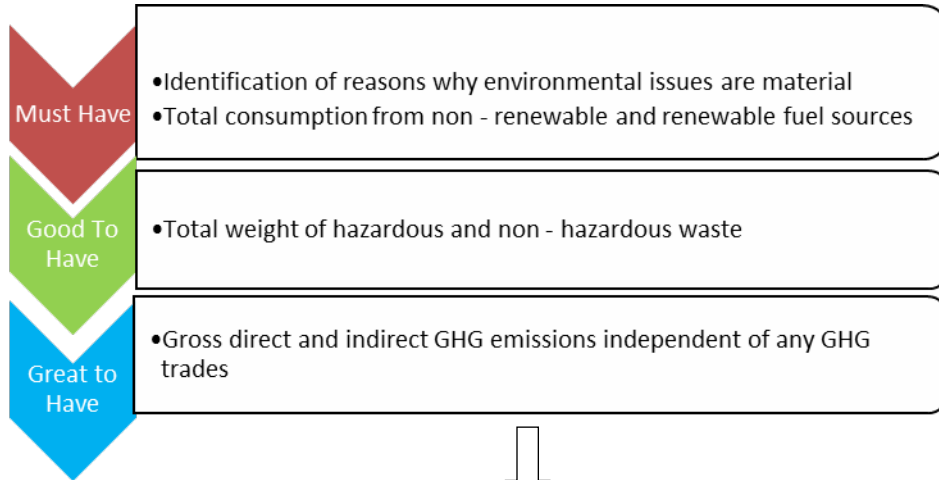 Must Have
•Identification of reasons why environmental issues are material
•Total consumption from non - renewable and renewable fuel sources
Good To
Have
•Total weight of hazardous and non - hazardous waste
Great to
Have
•Gross direct and indirect GHG emissions independent of any GHG
trades